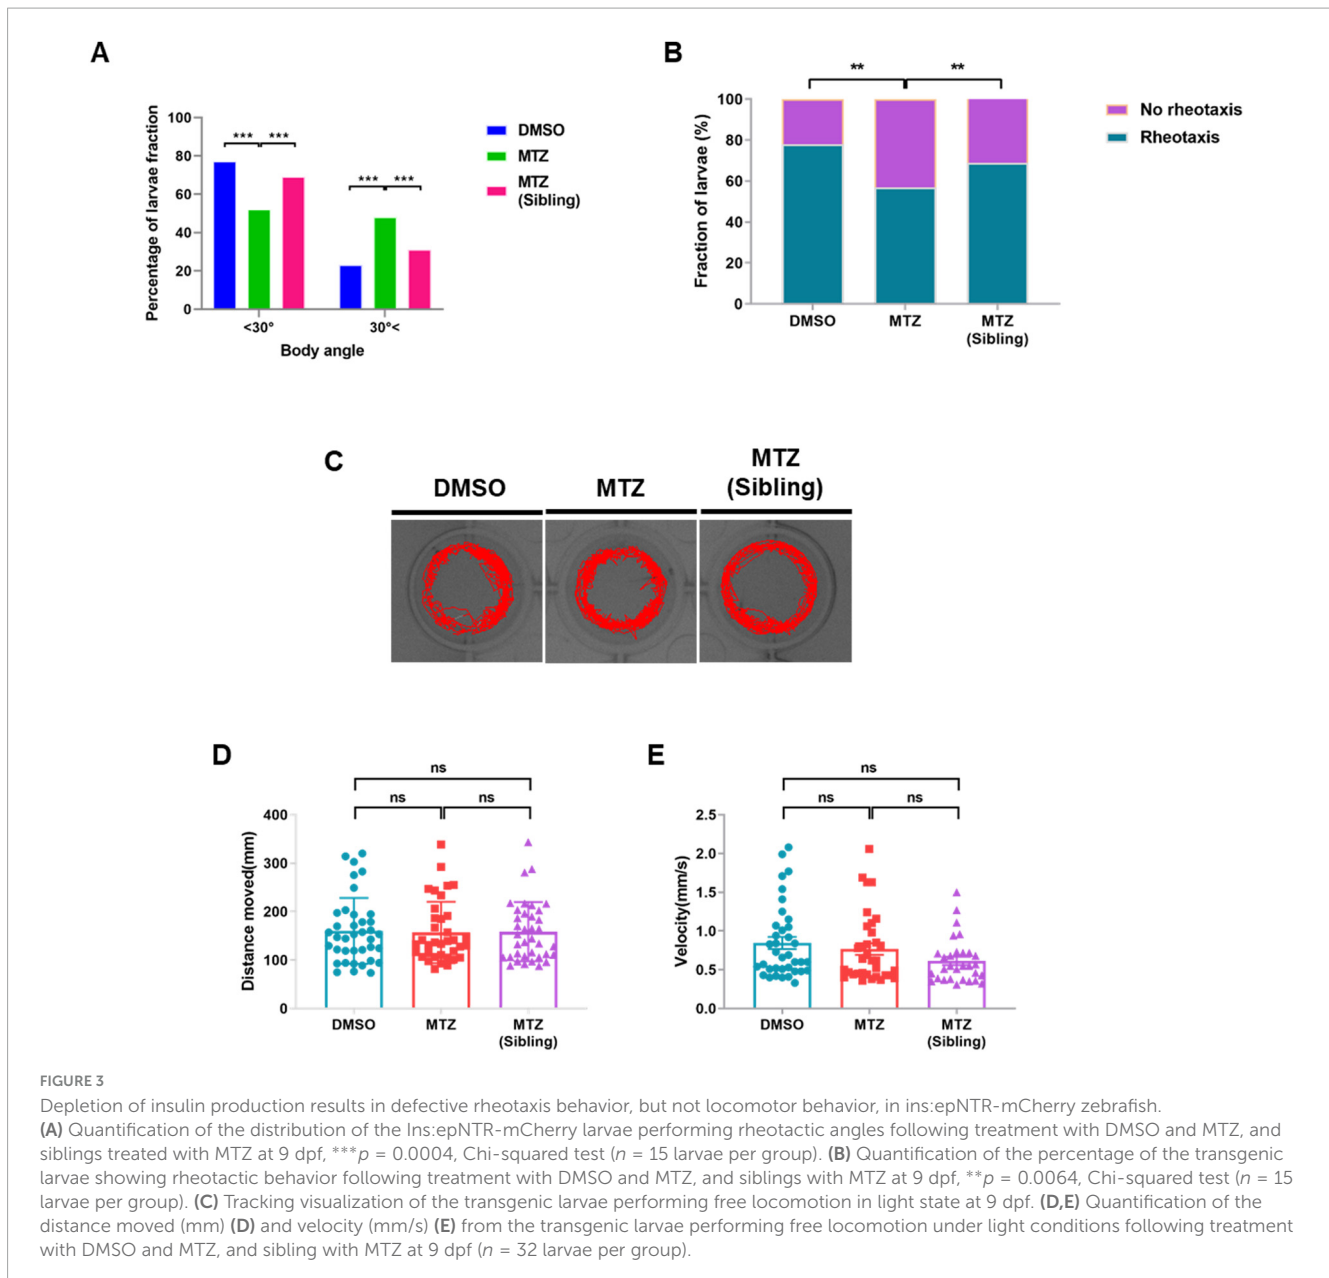 A
Percentage of larvae fraction
100
80
60
40
20
0
*** ***
*** ***
<30° 30°<
Body angle
DMSO
MTZ
MTZ
(Sibling)
B
** **
Fraction of larvae (%)
100
80
60
40
20
0
DMSO MTZ MTZ
(Sibling)
No rheotaxis
Rheotaxis
C
DMSO MTZ MTZ
(Sibling)
D
ns
ns ns
Distance moved(mm)
400
300
200
100
0
DMSO MTZ MTZ
(Sibling)
E
ns
ns ns
Velocity(mm/s)
2.5
2.0
1.5
1.0
0.5
0.0
DMSO MTZ MTZ
(Sibling)
FIGURE 3
Depletion of insulin production results in defective rheotaxis behavior, but not locomotor behavior, in ins:epNTR-mCherry zebrafish.
(A) Quantification of the distribution of the Ins:epNTR-mCherry larvae performing rheotactic angles following treatment with DMSO and MTZ, and
siblings treated with MTZ at 9 dpf, ***p = 0.0004, Chi-squared test (n = 15 larvae per group). (B) Quantification of the percentage of the transgenic
larvae showing rheotactic behavior following treatment with DMSO and MTZ, and siblings with MTZ at 9 dpf, **p = 0.0064, Chi-squared test (n = 15
larvae per group). (C) Tracking visualization of the transgenic larvae performing free locomotion in light state at 9 dpf. (D,E) Quantification of the
distance moved (mm) (D) and velocity (mm/s) (E) from the transgenic larvae performing free locomotion under light conditions following treatment
with DMSO and MTZ, and sibling with MTZ at 9 dpf (n = 32 larvae per group).